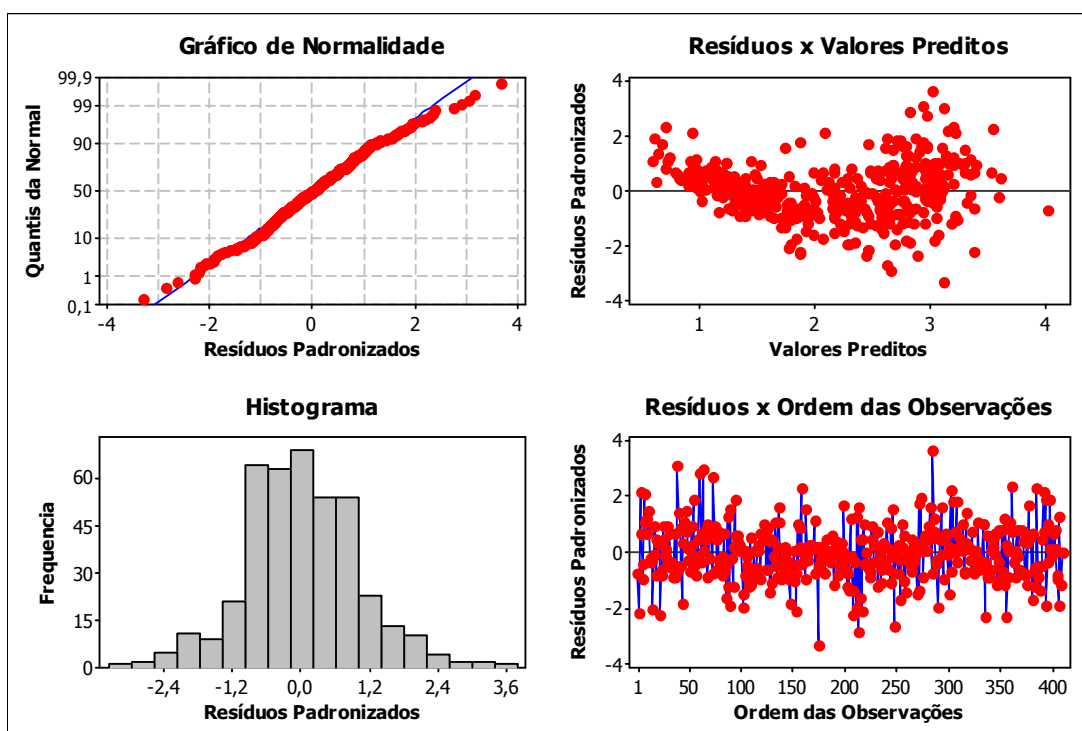 Gráfico de Normalidade
Quantis da Normal
99,9
99
90
50
10
1
0,1
-4 -2 0 2 4
Resíduos Padronizados
Resíduos x Valores Preditos
Resíduos Padronizados
4
2
0
-2
-4
1 2 3 4
Valores Preditos
Histograma
Frequencia
60
45
30
15
0
-2,4 -1,2 0,0 1,2 2,4 3,6
Resíduos Padronizados
Resíduos x Ordem das Observações
Resíduos Padronizados
4
2
0
-2
-4
1 50 100 150 200 250 300 350 400
Ordem das Observações